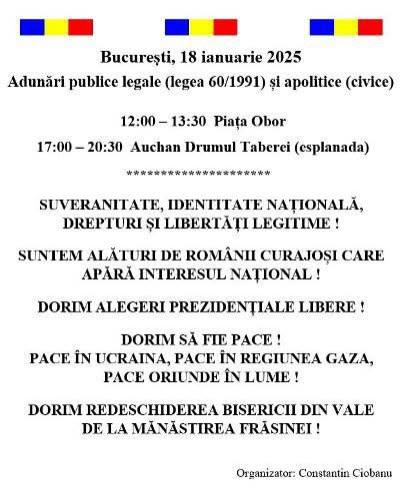 București, 18 ianuarie 2025
Adunări publice legale (legea 60/1991) și apolitice (civice)
12:00 – 13:30 Piața Obor
17:00 – 20:30 Auchan Drumul Taberei (esplanada)
*********************
SUVERANITATE, IDENTITATE NAȚIONALĂ,
DREPTURI ȘI LIBERTĂȚI LEGITIME !
SUNTEM ALĂTURI DE ROMÂNII CURAJOȘI CARE
APĂRĂ INTERESUL NAȚIONAL !
DORIM ALEGERI PREZIDENȚIALE LIBERE !
DORIM SĂ FIE PACE !
PACE ÎN UCRAINA, PACE ÎN REGIUNEA GAZA,
PACE ORIUNDE ÎN LUME !
DORIM REDESCHIDEREA BISERICII DIN VALE
DE LA MĂNĂSTIREA FRĂSINEI !
Organizator: Constantin Ciobanu